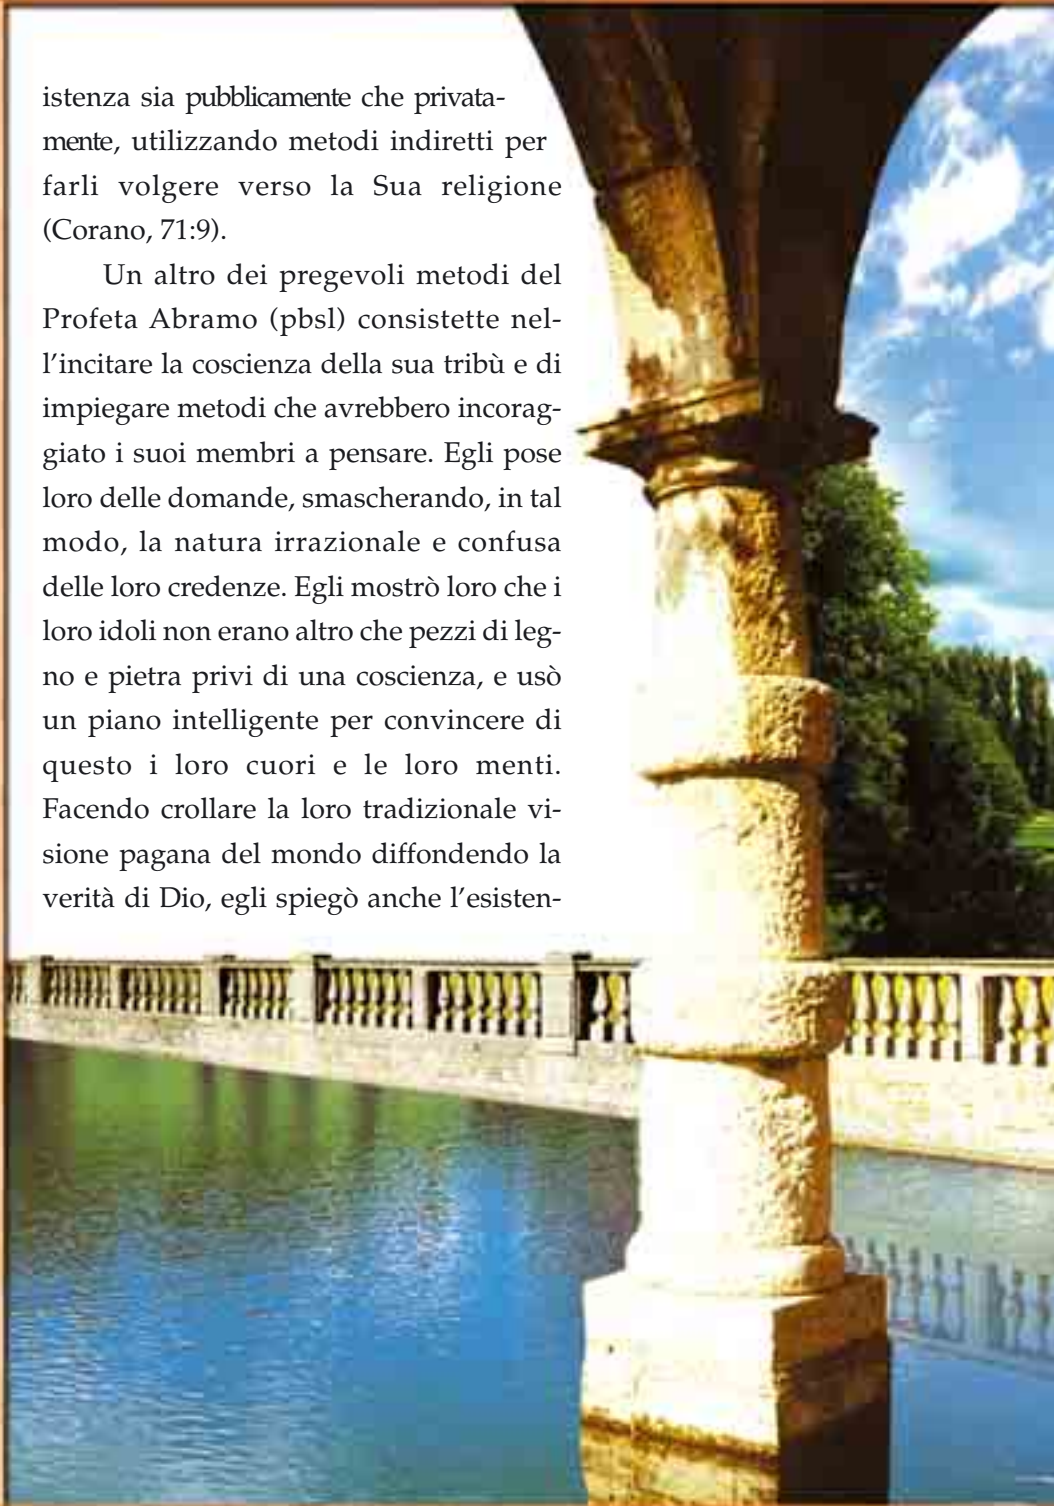 istenza sia pubblicamente che privata-
mente, utilizzando metodi indiretti per
farli volgere verso la Sua religione
(Corano, 71:9).
Un altro dei pregevoli metodi del
Profeta Abramo (pbsl) consistette nel-
l'incitare la coscienza della sua tribù e di
impiegare metodi che avrebbero incorag-
giato i suoi membri a pensare. Egli pose
loro delle domande, smascherando, in tal
modo, la natura irrazionale e confusa
delle loro credenze. Egli mostrò loro che i
loro idoli non erano altro che pezzi di leg-
no e pietra privi di una coscienza, e usò
un piano intelligente per convincere di
questo i loro cuori e le loro menti.
Facendo crollare la loro tradizionale vi-
sione pagana del mondo diffondendo la
verità di Dio, egli spiegò anche l'esisten-